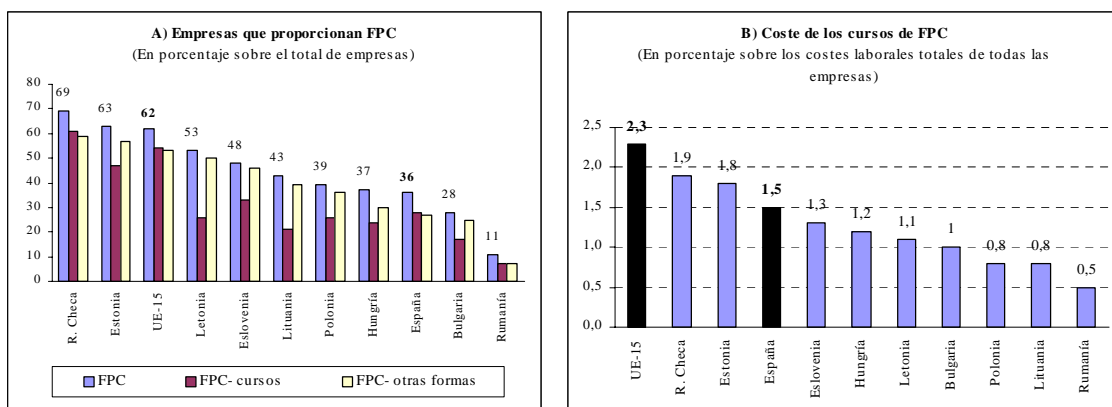 A) Empresas que proporcionan FPC
(En porcentaje sobre el total de empresas)
80
70
60
50
40
30
20
10
0
69
63
62
53
48
43
39
37
36
28
11
R. Checa
Estonia
UE-15
Letonia
Eslovenia
Lituania
Polonia
Hungría
España
Bulgaria
Rumanía
FPC
FPC- cursos
FPC- otras formas
B) Coste de los cursos de FPC
(En porcentaje sobre los costes laborales totales de todas las
empresas)
2,5
2,0
1,5
1,0
0,5
0,0
2,3
1,9
1,8
1,5
1,3
1,2
1,1
1
0,8
0,8
0,5
UE-15
R. Checa
Estonia
España
Eslovenia
Hungría
Letonia
Bulgaria
Polonia
Lituania
Rumanía